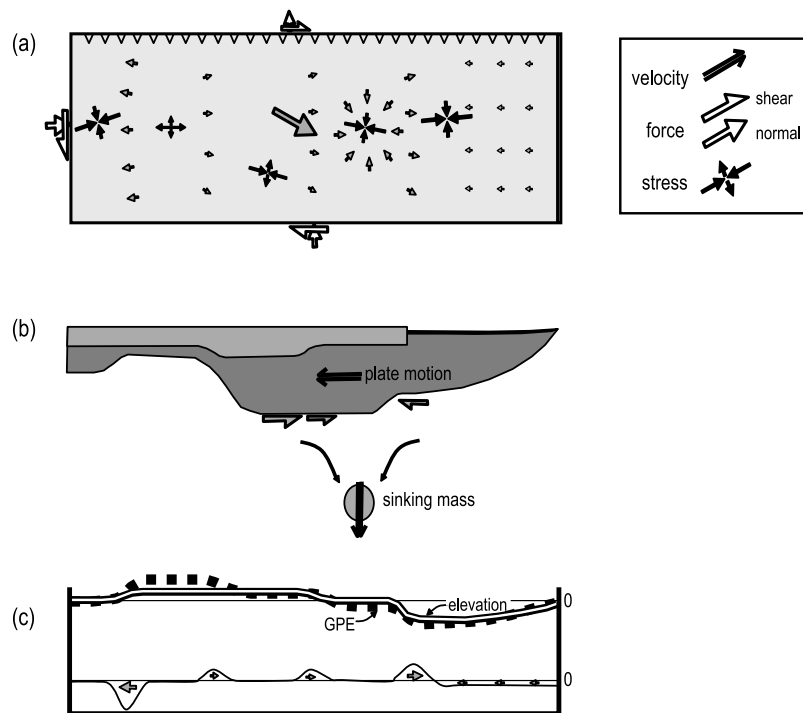 (a)
velocity
shear
force
normal
stress
(b)
plate motion
sinking mass
(c)
elevation
0
GPE
0